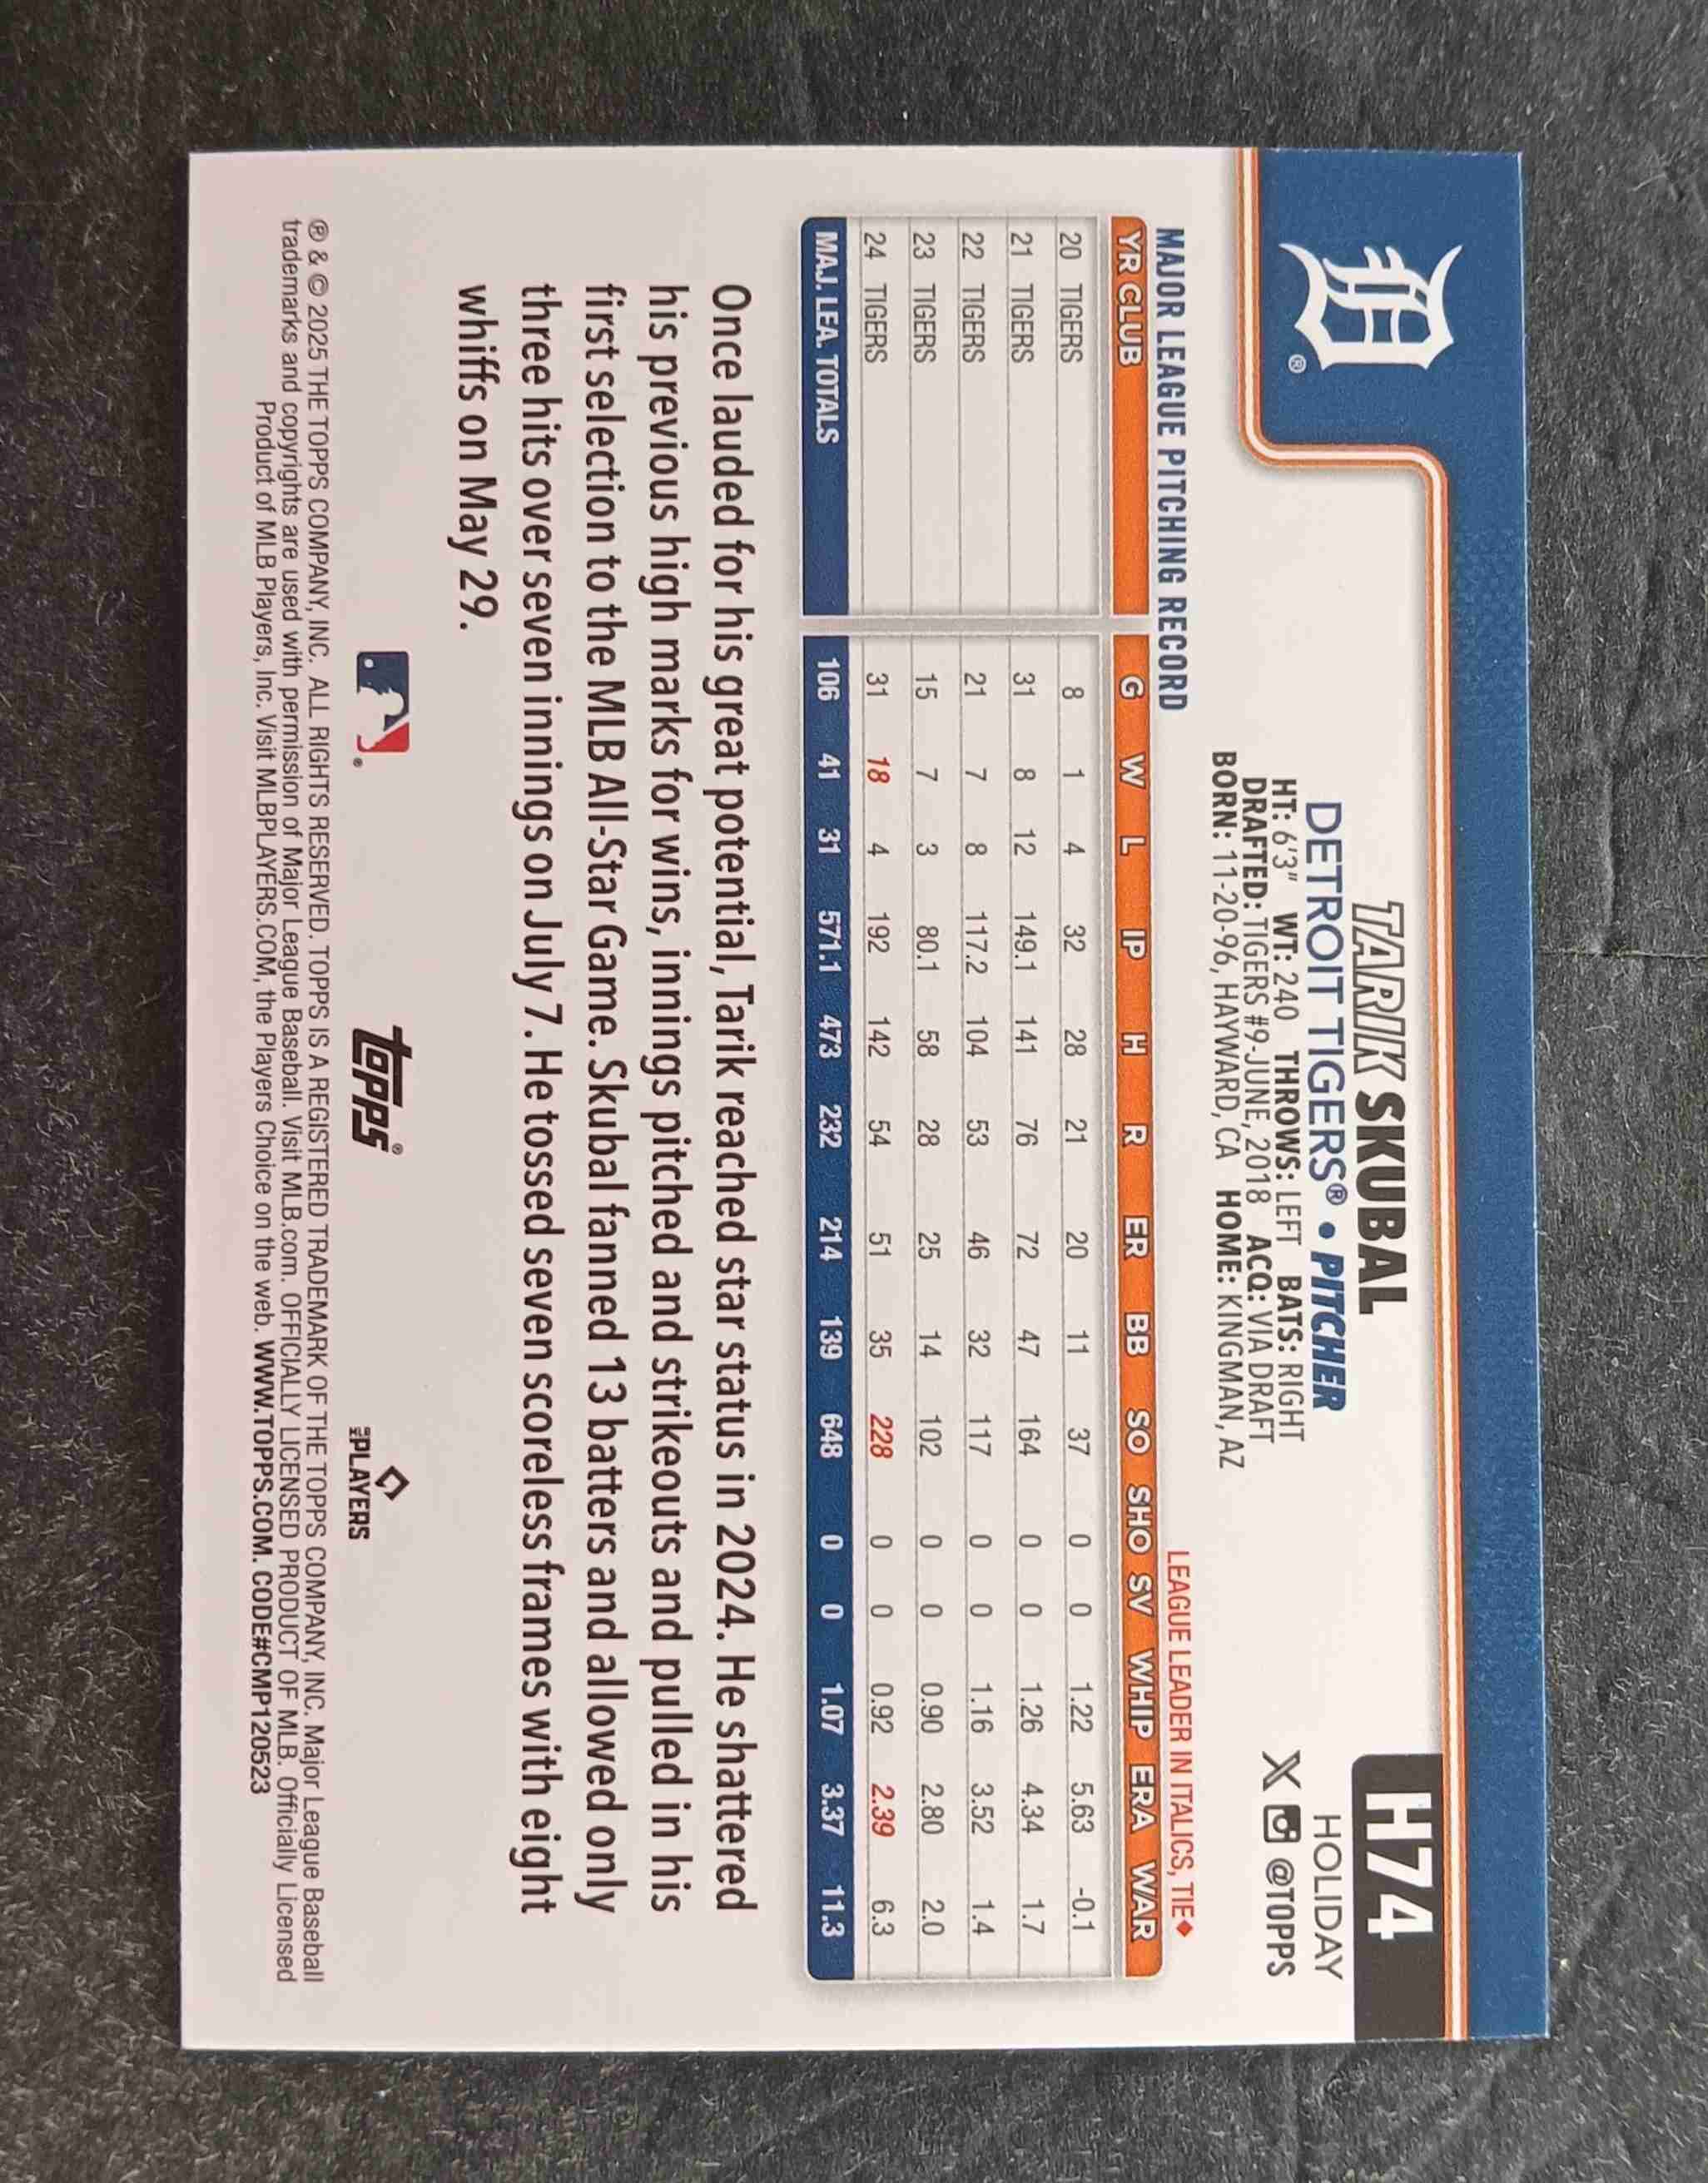 H74
TARIK SKUBAL
HOLIDAY
DETROIT TIGERS® • PITCHER
X @TOPPS
HT: 6'3" WT: 240 THROWS: LEFT BATS: RIGHT
DRAFTED: TIGERS #9-JUNE, 2018 ACQ: VIA DRAFT
BORN: 11-20-96, HAYWARD, CA HOME: KINGMAN, AZ
D®
MAJOR LEAGUE PITCHING RECORD LEAGUE LEADER IN ITALICS, TIE◆
YR CLUB G W L IP H R ER BB SO SHO SV WHIP ERA WAR
20 TIGERS 8 1 4 32 28 21 20 11 37 0 0 1.22 5.63 -0.1
21 TIGERS 31 8 12 149.1 141 76 72 47 164 0 0 1.26 4.34 1.7
22 TIGERS 21 7 8 117.2 104 53 46 32 117 0 0 1.16 3.52 1.4
23 TIGERS 15 7 3 80.1 58 28 25 14 102 0 0 0.90 2.80 2.0
24 TIGERS 31 18 4 192 142 54 51 35 228 0 0 0.92 2.39 6.3
MAJ. LEA. TOTALS 106 41 31 571.1 473 232 214 139 648 0 0 1.07 3.37 11.3
Once lauded for his great potential, Tarik reached star status in 2024. He shattered
his previous high marks for wins, innings pitched and strikeouts and pulled in his
first selection to the MLB All-Star Game. Skubal fanned 13 batters and allowed only
three hits over seven innings on July 7. He tossed seven scoreless frames with eight
whiffs on May 29.
topps®
PLAYERS
® & © 2025 THE TOPPS COMPANY, INC. ALL RIGHTS RESERVED. TOPPS IS A REGISTERED TRADEMARK OF THE TOPPS COMPANY, INC. Major League Baseball
trademarks and copyrights are used with permission of Major League Baseball. Visit MLB.com. OFFICIALLY LICENSED PRODUCT OF MLB. Officially Licensed
Product of MLB Players, Inc. Visit MLBPLAYERS.COM, the Players Choice on the web. WWW.TOPPS.COM. CODE#CMP120523